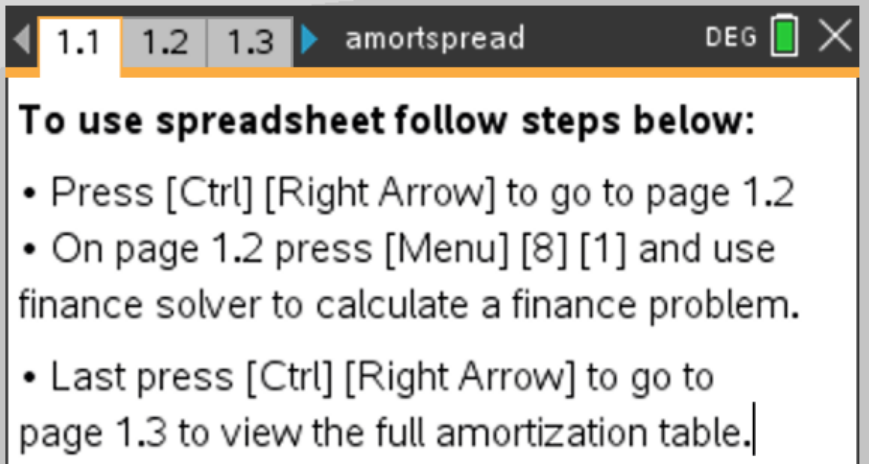 1.1 1.2 1.3 amortspread DEG
To use spreadsheet follow steps below:
• Press [Ctrl] [Right Arrow] to go to page 1.2
• On page 1.2 press [Menu] [8] [1] and use
finance solver to calculate a finance problem.
• Last press [Ctrl] [Right Arrow] to go to
page 1.3 to view the full amortization table.